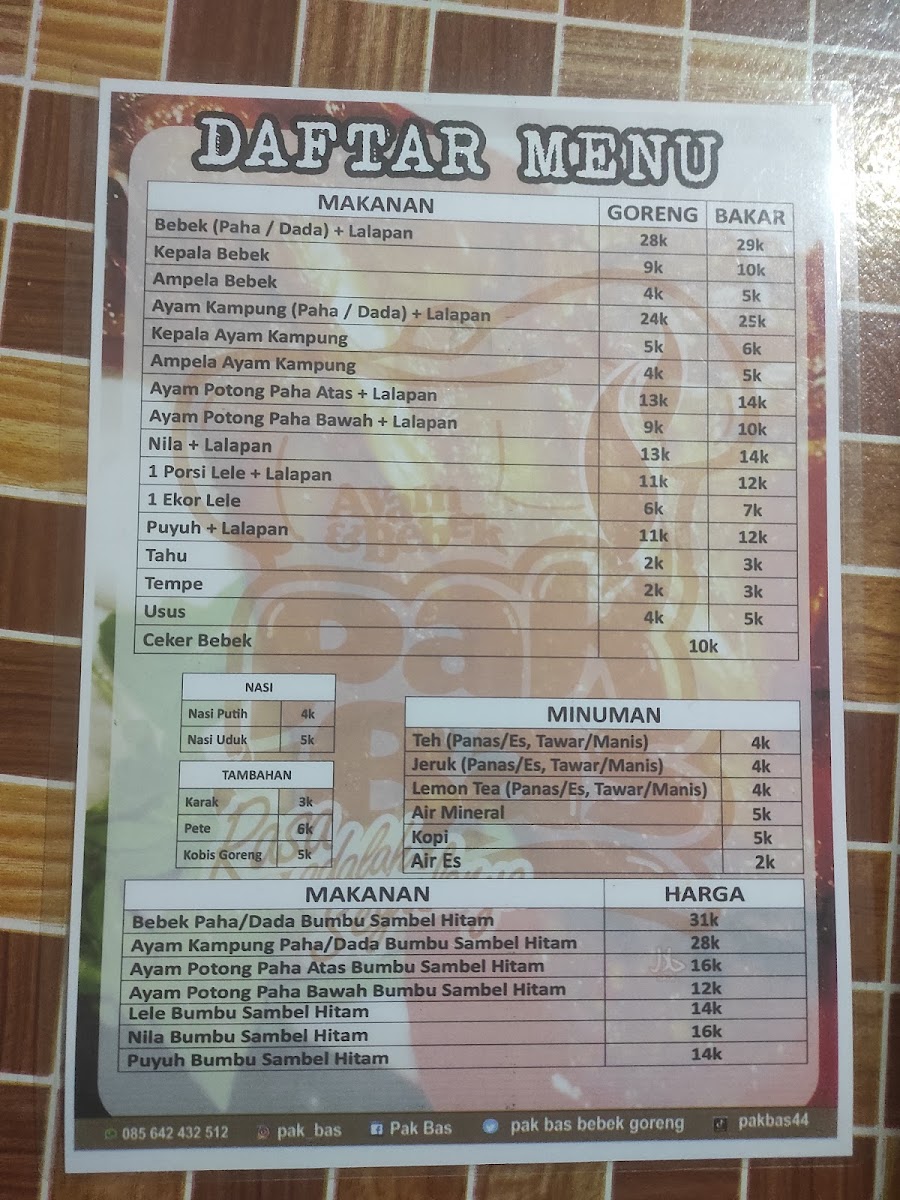 DAFTAR MENU
MAKANAN GORENG BAKAR
Bebek (Paha / Dada) + Lalapan 28k 29k
Kepala Bebek 9k 10k
Ampela Bebek 4k 5k
Ayam Kampung (Paha / Dada) + Lalapan 24k 25k
Kepala Ayam Kampung 5k 6k
Ampela Ayam Kampung 4k 5k
Ayam Potong Paha Atas + Lalapan 13k 14k
Ayam Potong Paha Bawah + Lalapan 9k 10k
Nila + Lalapan 13k 14k
1 Porsi Lele + Lalapan 11k 12k
1 Ekor Lele 6k 7k
Puyuh + Lalapan 11k 12k
Tahu 2k 3k
Tempe 2k 3k
Usus 4k 5k
Ceker Bebek 10k
NASI
Nasi Putih 4k
Nasi Uduk 5k
TAMBAHAN
Karak 3k
Pete 6k
Kobis Goreng 5k
MINUMAN
Teh (Panas/Es, Tawar/Manis) 4k
Jeruk (Panas/Es, Tawar/Manis) 4k
Lemon Tea (Panas/Es, Tawar/Manis) 4k
Air Mineral 5k
Kopi 5k
Air Es 2k
MAKANAN HARGA
Bebek Paha/Dada Bumbu Sambel Hitam 31k
Ayam Kampung Paha/Dada Bumbu Sambel Hitam 28k
Ayam Potong Paha Atas Bumbu Sambel Hitam 16k
Ayam Potong Paha Bawah Bumbu Sambel Hitam 12k
Lele Bumbu Sambel Hitam 14k
Nila Bumbu Sambel Hitam 16k
Puyuh Bumbu Sambel Hitam 14k
Ayam
&Bebek
Pak
حلال
085 642 432 512 pak_bas Pak Bas pak bas bebek goreng pakbas44